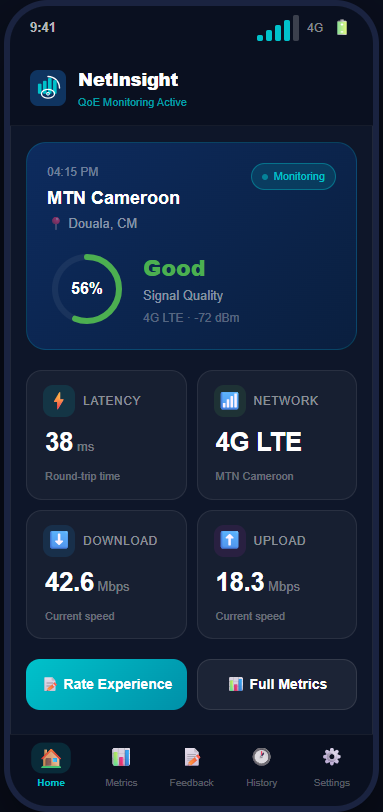 9:41
4G
NetInsight
QoE Monitoring Active
04:15 PM
Monitoring
MTN Cameroon
Douala, CM
56%
Good
Signal Quality
4G LTE · -72 dBm
LATENCY
38 ms
Round-trip time
NETWORK
4G LTE
MTN Cameroon
DOWNLOAD
42.6 Mbps
Current speed
UPLOAD
18.3 Mbps
Current speed
Rate Experience
Full Metrics
Home
Metrics
Feedback
History
Settings